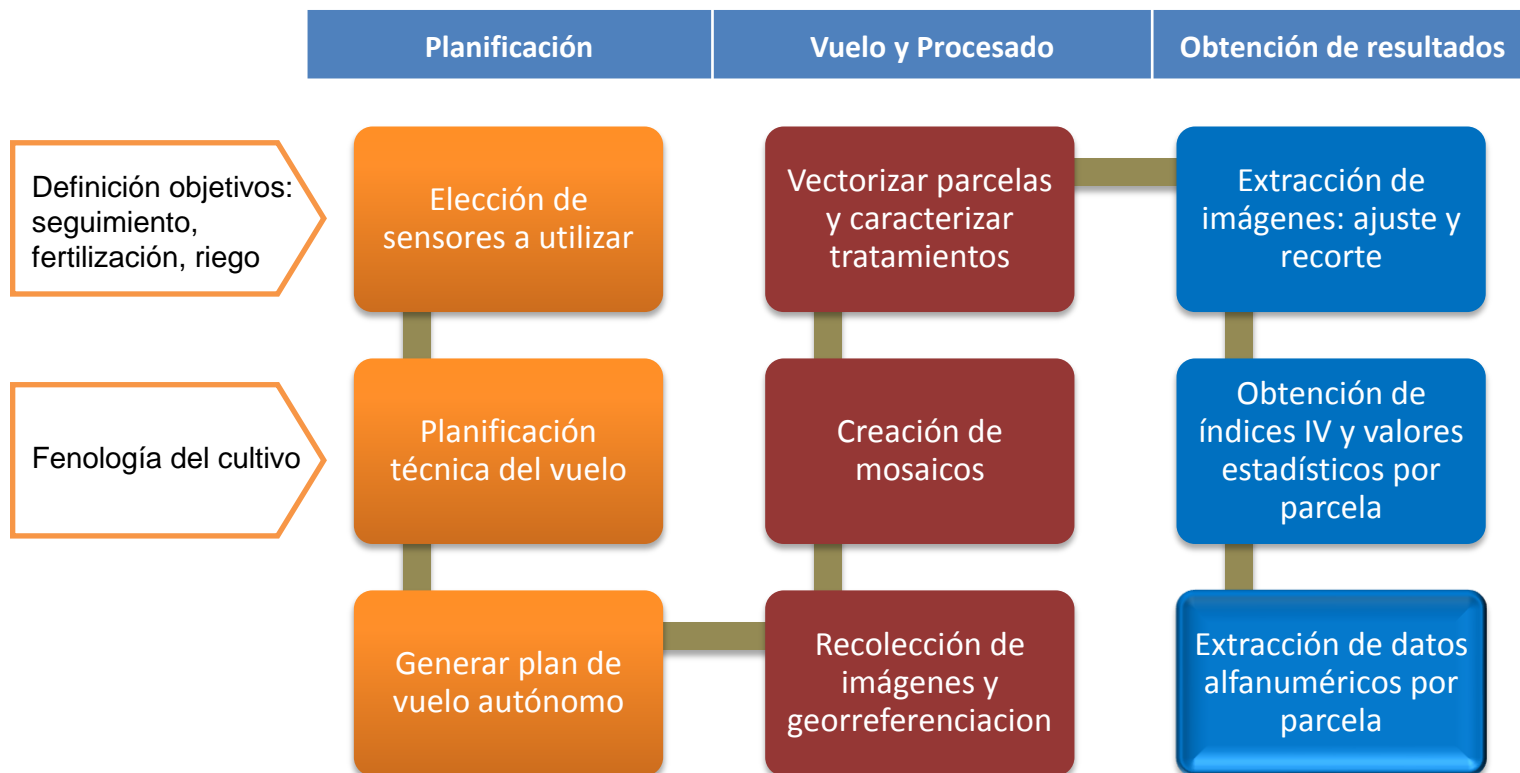 Planificación
Vuelo y Procesado
Obtención de resultados
Definición objetivos:
seguimiento,
fertilización, riego
Elección de
sensores a utilizar
Vectorizar parcelas
y caracterizar
tratamientos
Extracción de
imágenes: ajuste y
recorte
Fenología del cultivo
Planificación
técnica del vuelo
Creación de
mosaicos
Obtención de
índices IV y valores
estadísticos por
parcela
Generar plan de
vuelo autónomo
Recolección de
imágenes y
georreferenciacion
Extracción de datos
alfanuméricos por
parcela